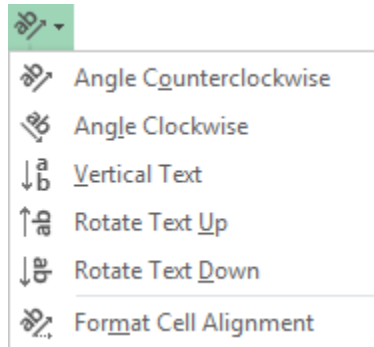 Angle Counterclockwise
Angle Clockwise
Vertical Text
Rotate Text Up
Rotate Text Down
Format Cell Alignment